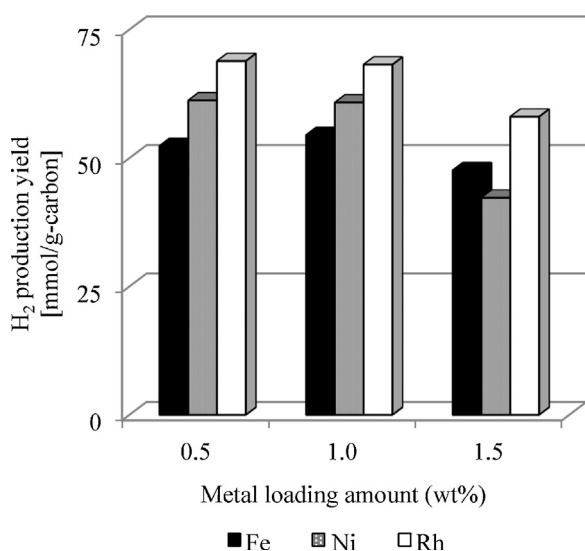 75
50
25
0
H₂ production yield
[mmol/g-carbon]
0.5 1.0 1.5
Metal loading amount (wt%)
Fe Ni Rh